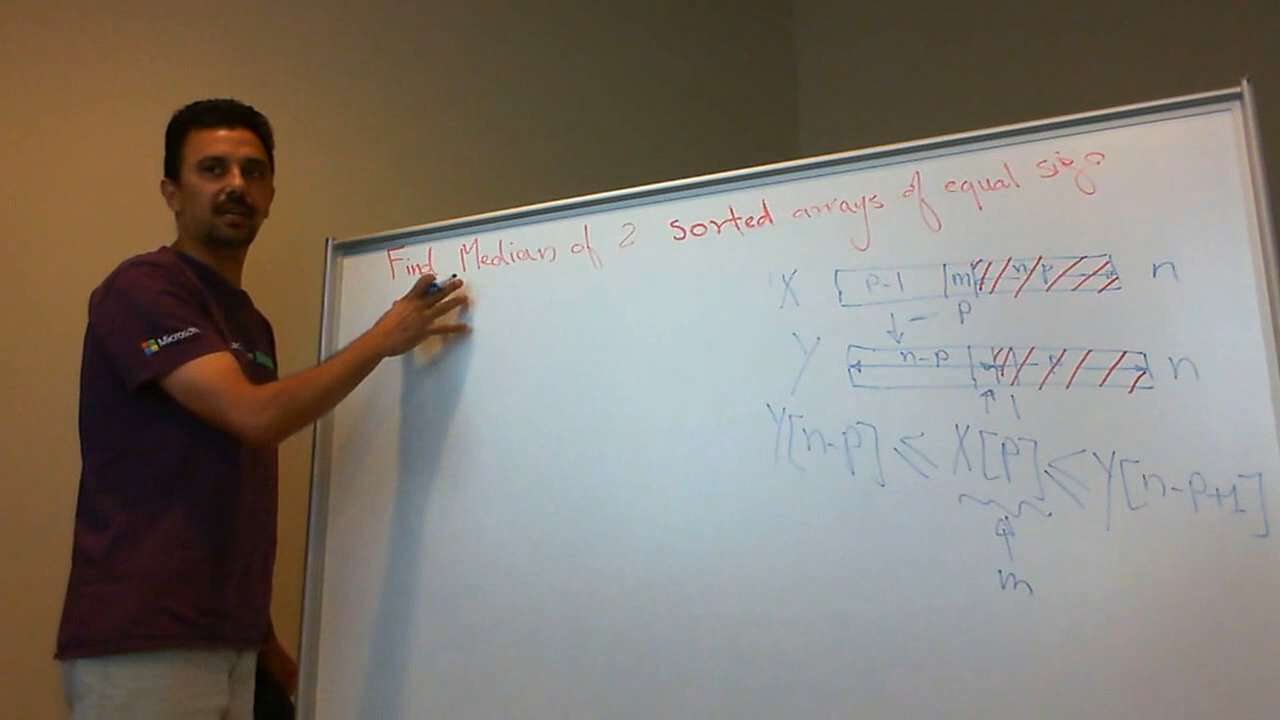 Find Median of 2 sorted arrays of equal size
X p-1 m n-p n
p
Y n-p p n
1
Y[n-p] ≤ X[p] ≤ Y[n-p+1]
m
Microsoft